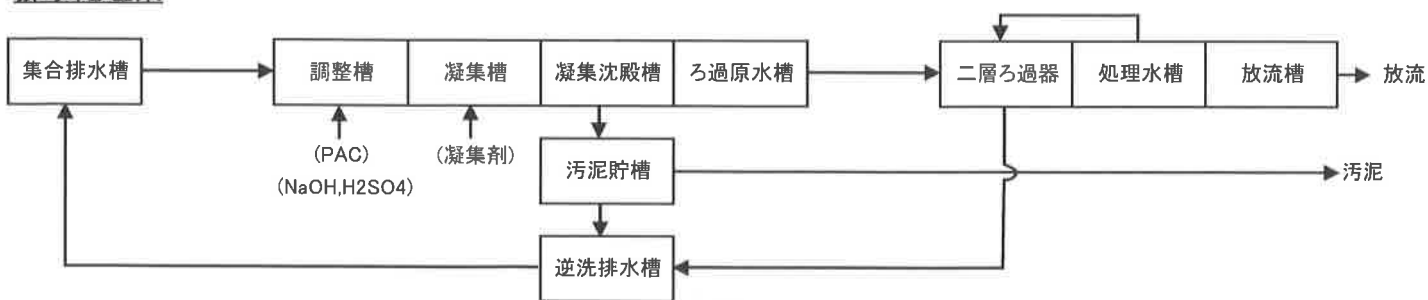 集合排水槽
調整槽
凝集槽
凝集沈殿槽
ろ過原水槽
二層ろ過器
処理水槽
放流槽
放流
(PAC)
(NaOH,H2SO4)
(凝集剤)
汚泥貯槽
汚泥
逆洗排水槽